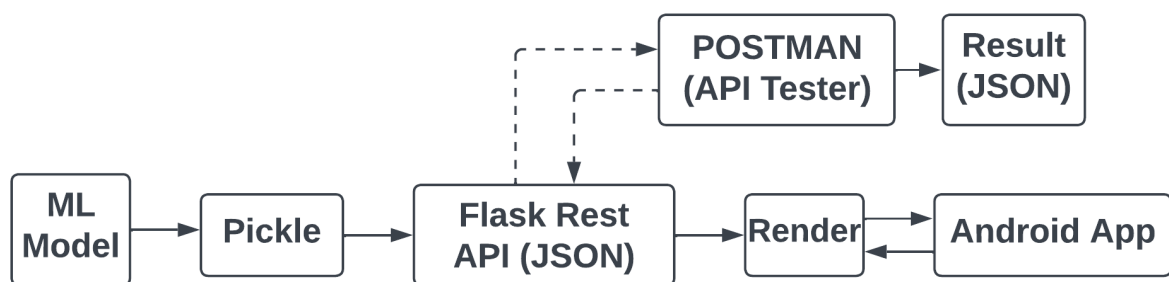 POSTMAN
(API Tester)
Result
(JSON)
ML
Model
Pickle
Flask Rest
API (JSON)
Render
Android App